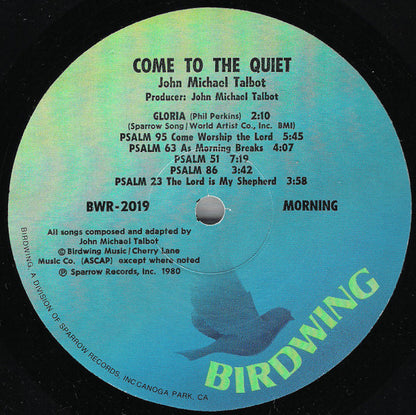 COME TO THE QUIET
John Michael Talbot
Producer: John Michael Talbot
GLORIA (Phil Perkins) 2:10
(Sparrow Song/World Artist Co., Inc. BMI)
PSALM 95 Come Worship the Lord 5:45
PSALM 63 As Morning Breaks 4:07
PSALM 51 7:19
PSALM 86 3:42
PSALM 23 The Lord is My Shepherd 3:58
BWR-2019 MORNING
All songs composed and adapted by
John Michael Talbot
© Birdwing Music/Cherry Lane
Music Co. (ASCAP) except where noted
℗ Sparrow Records, Inc. 1980
BIRDWING, A DIVISION OF SPARROW RECORDS, INC CANOGA PARK, CA
BIRDWING